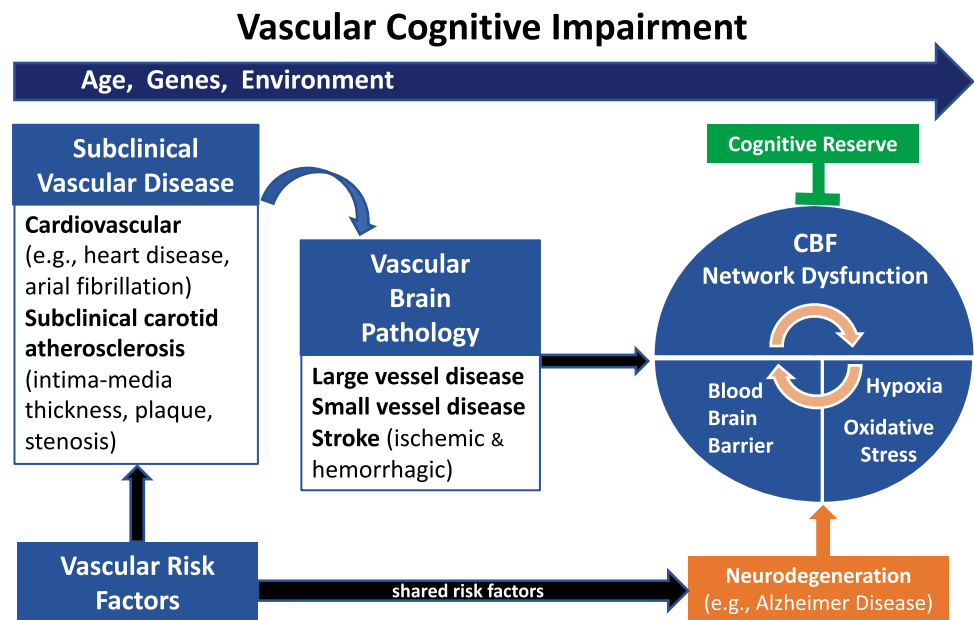 Vascular Cognitive Impairment
Age, Genes, Environment
Subclinical
Vascular Disease
Cardiovascular
(e.g., heart disease,
arial fibrillation)
Subclinical carotid
atherosclerosis
(intima-media
thickness, plaque,
stenosis)
Vascular
Brain
Pathology
Large vessel disease
Small vessel disease
Stroke (ischemic &
hemorrhagic)
Cognitive Reserve
CBF
Network Dysfunction
Blood
Brain
Barrier
Hypoxia
Oxidative
Stress
Vascular Risk
Factors
shared risk factors
Neurodegeneration
(e.g., Alzheimer Disease)